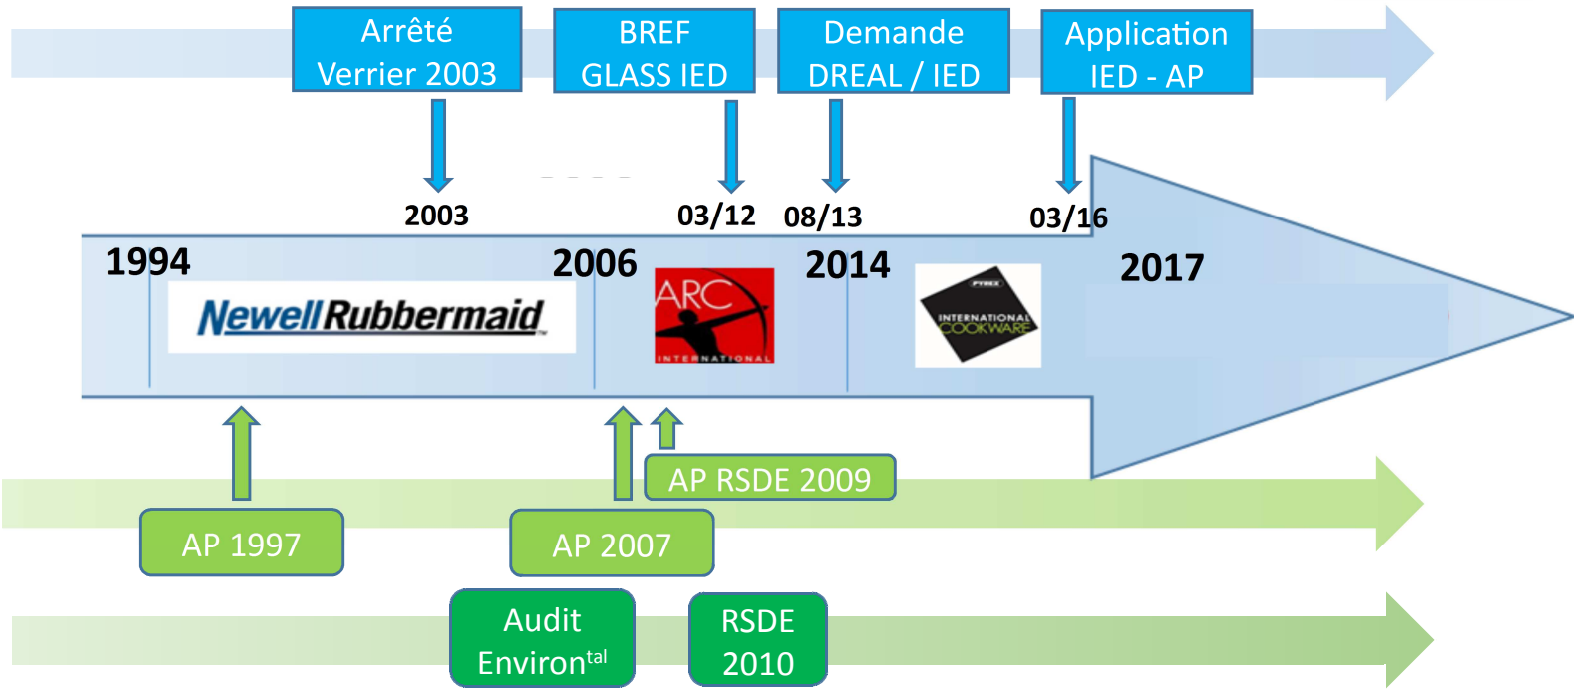 Arrêté
Verrier 2003
BREF
GLASS IED
Demande
DREAL / IED
Application
IED - AP
2003
03/12
08/13
03/16
1994
2006
2014
2017
Newell Rubbermaid™
ARC
INTERNATIONAL
PYREX
INTERNATIONAL
COOKWARE
AP RSDE 2009
AP 1997
AP 2007
Audit
Environtal
RSDE
2010